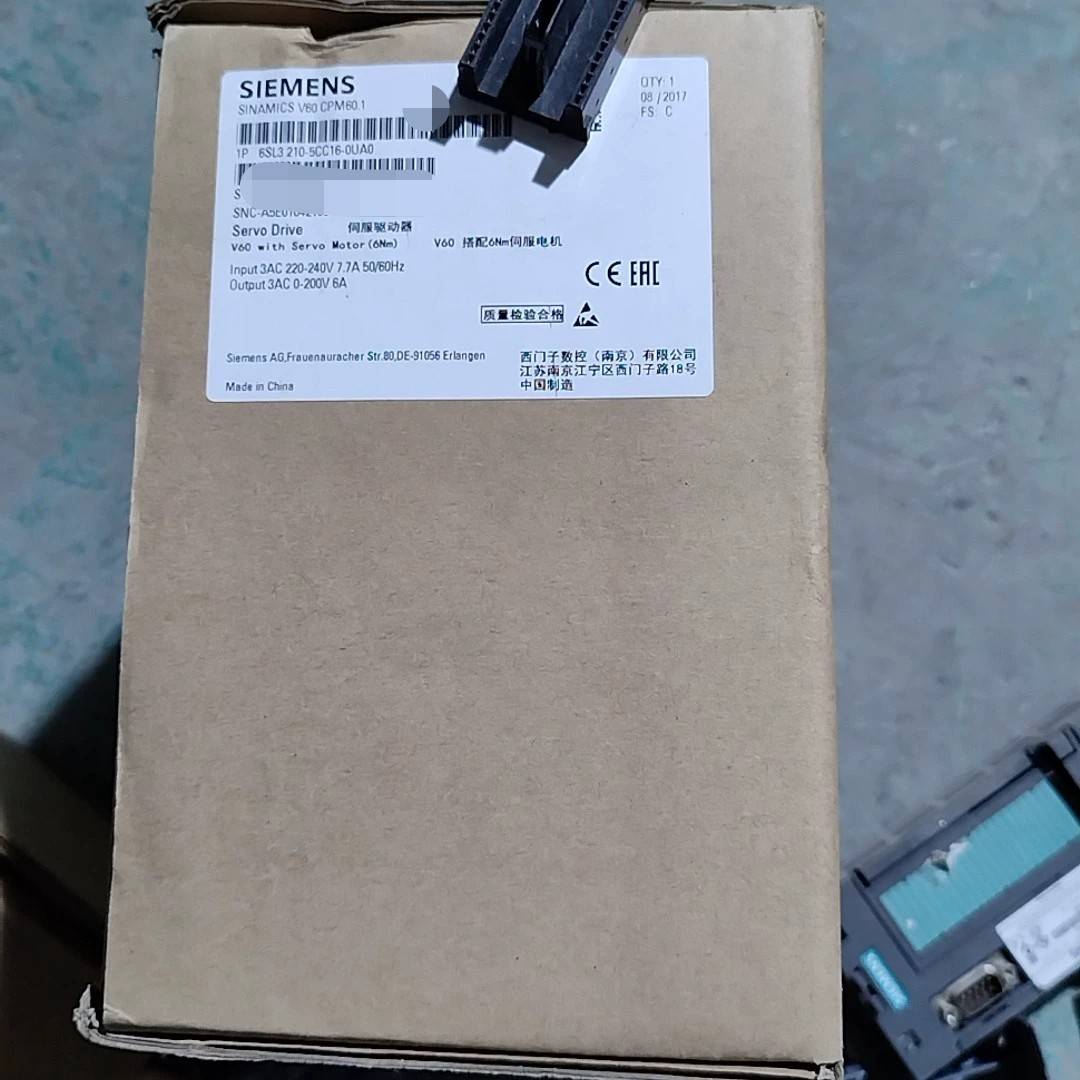 SIEMENS
SINAMICS V60 CPM60.1
QTY: 1
08 / 2017
FS: C
1P 6SL3 210-5CC16-0UA0
S
Servo Drive 伺服驱动器
V60 with Servo Motor(6Nm) V60 搭配6Nm伺服电机
Input 3AC 220-240V 7.7A 50/60Hz
Output 3AC 0-200V 6A
CE EAC
质量检验合格
Siemens AG,Frauenauracher Str.80,DE-91056 Erlangen
西门子数控（南京）有限公司
江苏南京江宁区西门子路18号
Made in China
中国制造